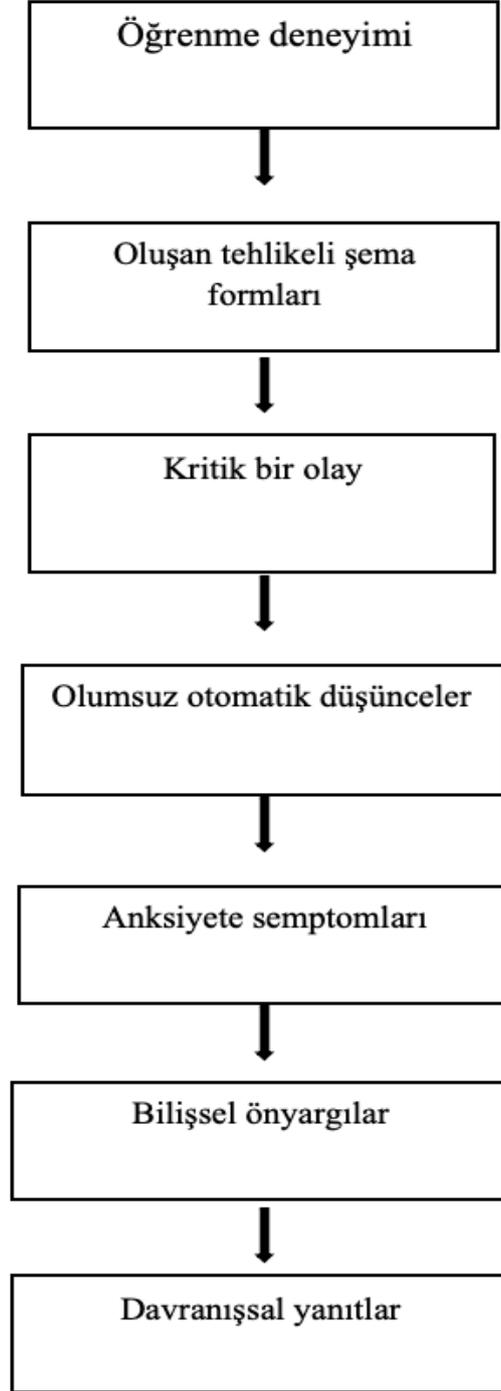 Öğrenme deneyimi
Oluşan tehlikeli şema
formları
Kritik bir olay
Olumsuz otomatik düşünceler
Anksiyete semptomları
Bilişsel önyargılar
Davranışsal yanıtlar